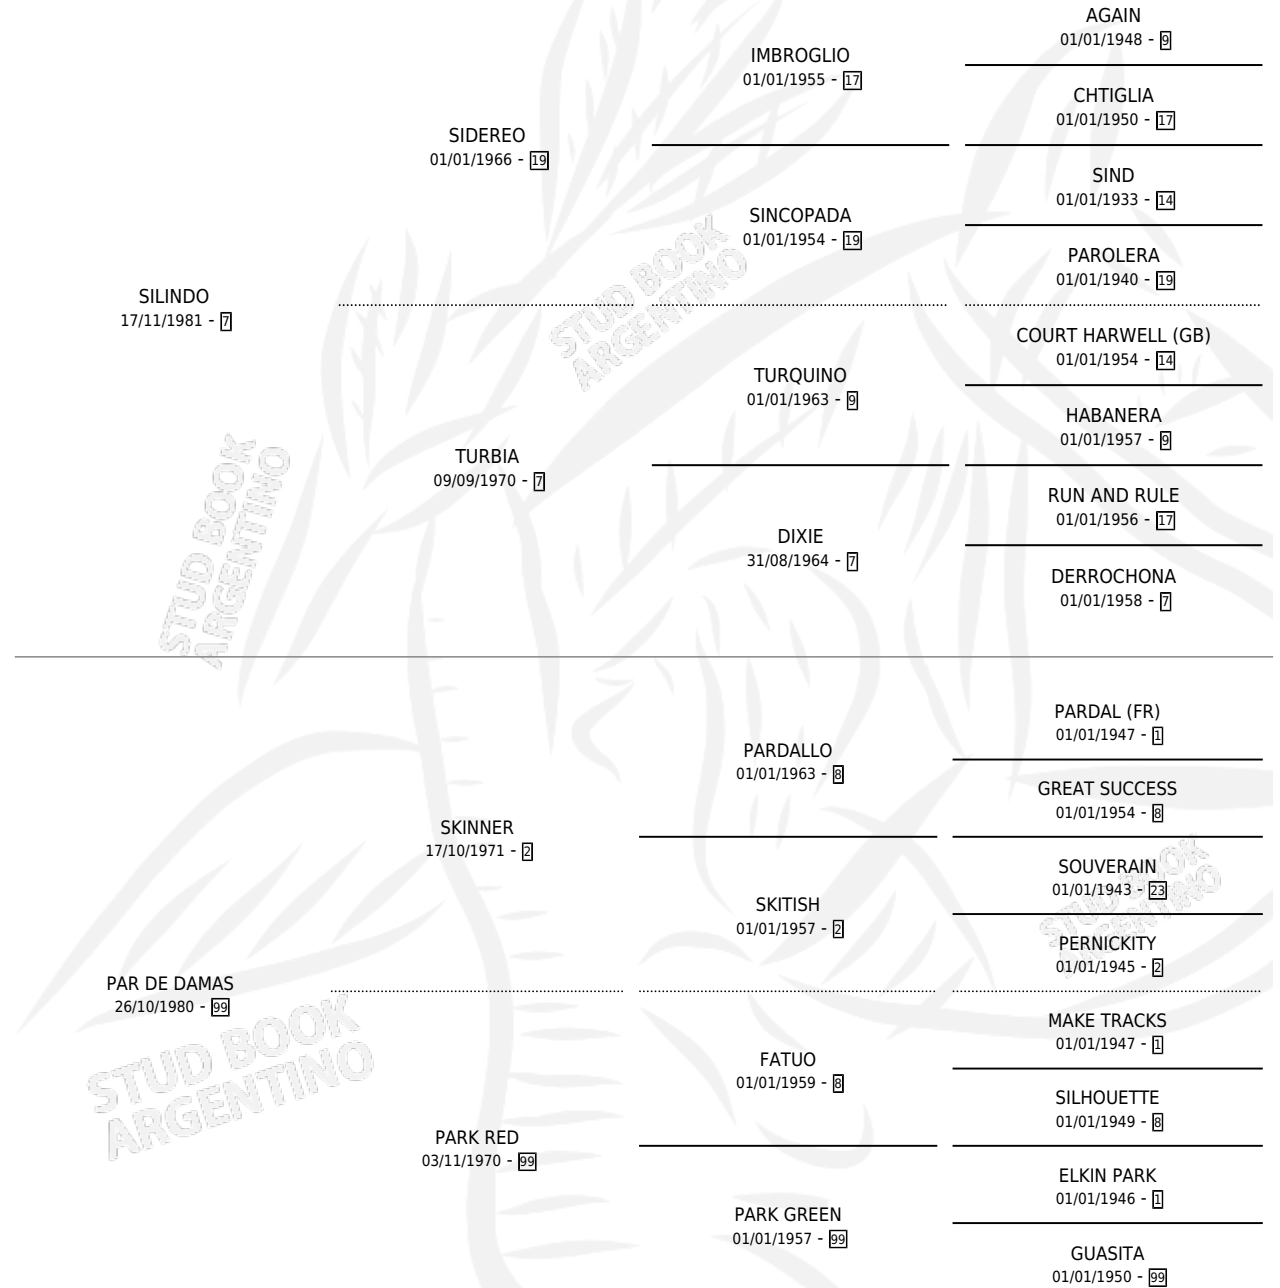 AGAIN
01/01/1948 - 9
IMBROGLIO
01/01/1955 - 17
CHTIGLIA
01/01/1950 - 17
SIDEREO
01/01/1966 - 19
SIND
01/01/1933 - 14
SINCOPADA
01/01/1954 - 19
PAROLERA
01/01/1940 - 19
SILINDO
17/11/1981 - 7
COURT HARWELL (GB)
01/01/1954 - 14
TURQUINO
01/01/1963 - 9
HABANERA
01/01/1957 - 9
TURBIA
09/09/1970 - 7
RUN AND RULE
01/01/1956 - 17
DIXIE
31/08/1964 - 7
DERROCHONA
01/01/1958 - 7
STUD BOOK
ARGENTINO
STUD BOOK
ARGENTINO
PARDAL (FR)
01/01/1947 - 1
PARDALLO
01/01/1963 - 8
GREAT SUCCESS
01/01/1954 - 8
SKINNER
17/10/1971 - 2
SOUVERAIN
01/01/1943 - 23
SKITISH
01/01/1957 - 2
PERNICKITY
01/01/1945 - 2
PAR DE DAMAS
26/10/1980 - 99
MAKE TRACKS
01/01/1947 - 1
FATUO
01/01/1959 - 8
SILHOUETTE
01/01/1949 - 8
PARK RED
03/11/1970 - 99
ELKIN PARK
01/01/1946 - 1
PARK GREEN
01/01/1957 - 99
GUASITA
01/01/1950 - 99
STUD BOOK
ARGENTINO
STUD BOOK
ARGENTINO